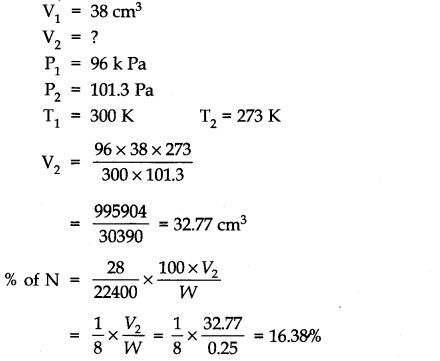 V₁ = 38 cm³
V₂ = ?
P₁ = 96 k Pa
P₂ = 101.3 Pa
T₁ = 300 K T₂ = 273 K
V₂ = 96 × 38 × 273 / 300 × 101.3
= 995904 / 30390 = 32.77 cm³
% of N = 28 / 22400 × 100 × V₂ / W
= 1 / 8 × V₂ / W = 1 / 8 × 32.77 / 0.25 = 16.38%